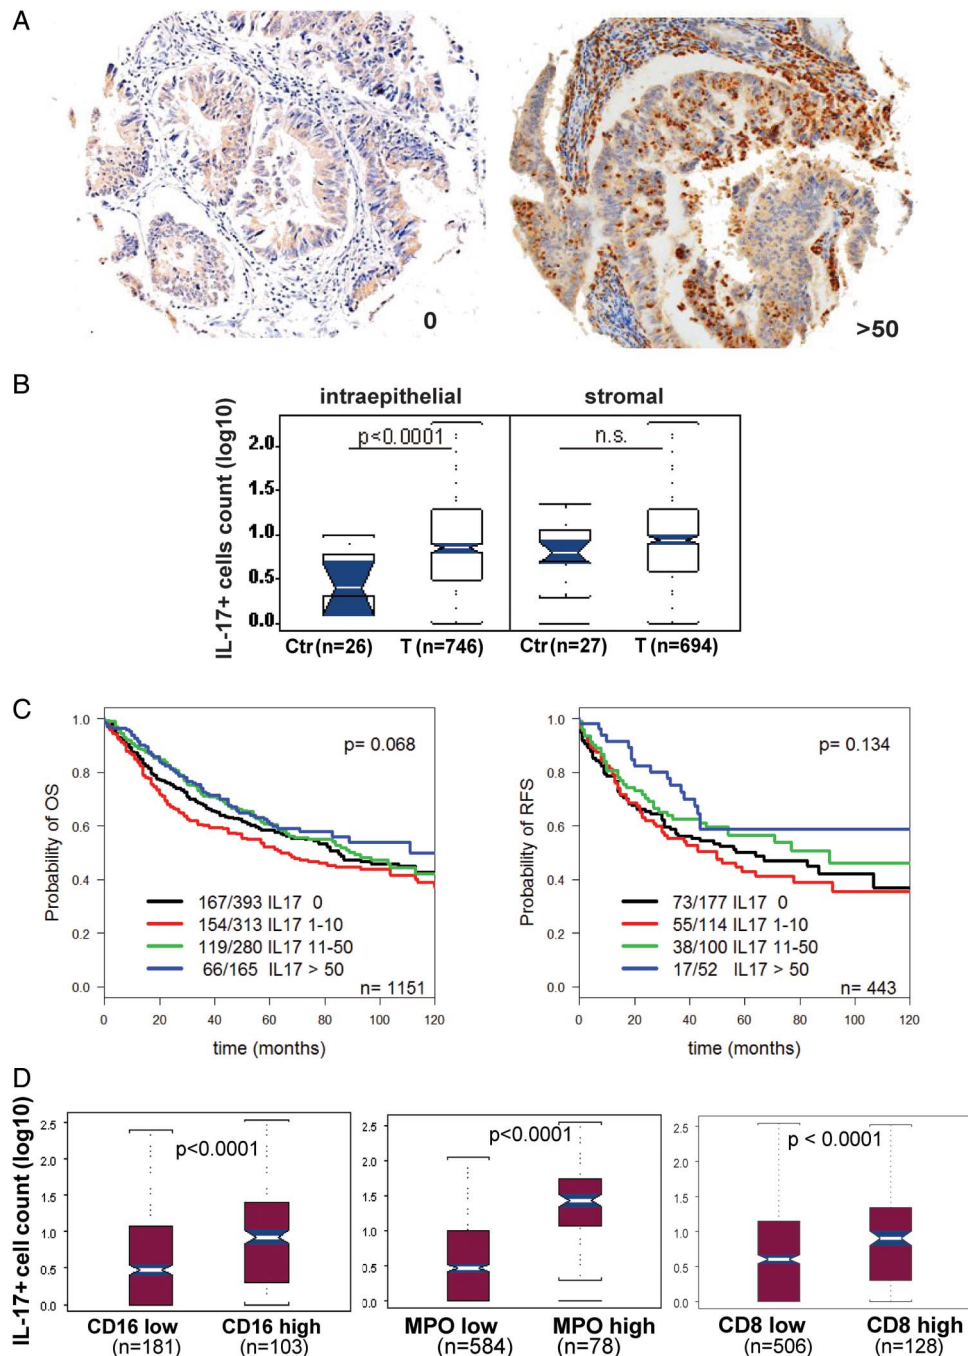 A
0
>50
B
intraepithelial
stromal
IL-17+ cells count (log10)
p<0.0001
n.s.
2.0
1.5
1.0
0.5
0.0
Ctr (n=26)
T (n=746)
Ctr (n=27)
T (n=694)
C
Probability of OS
1.0
0.8
0.6
0.4
0.2
0.0
p= 0.068
167/393 IL17 0
154/313 IL17 1-10
119/280 IL17 11-50
66/165 IL17 > 50
n= 1151
0 20 40 60 80 100 120
time (months)
Probability of RFS
1.0
0.8
0.6
0.4
0.2
0.0
p= 0.134
73/177 IL17 0
55/114 IL17 1-10
38/100 IL17 11-50
17/52 IL17 > 50
n= 443
0 20 40 60 80 100 120
time (months)
D
IL-17+ cell count (log10)
2.5
2.0
1.5
1.0
0.5
0.0
p<0.0001
CD16 low
(n=181)
CD16 high
(n=103)
2.5
2.0
1.5
1.0
0.5
0.0
p<0.0001
MPO low
(n=584)
MPO high
(n=78)
2.5
2.0
1.5
1.0
0.5
0.0
p < 0.0001
CD8 low
(n=506)
CD8 high
(n=128)